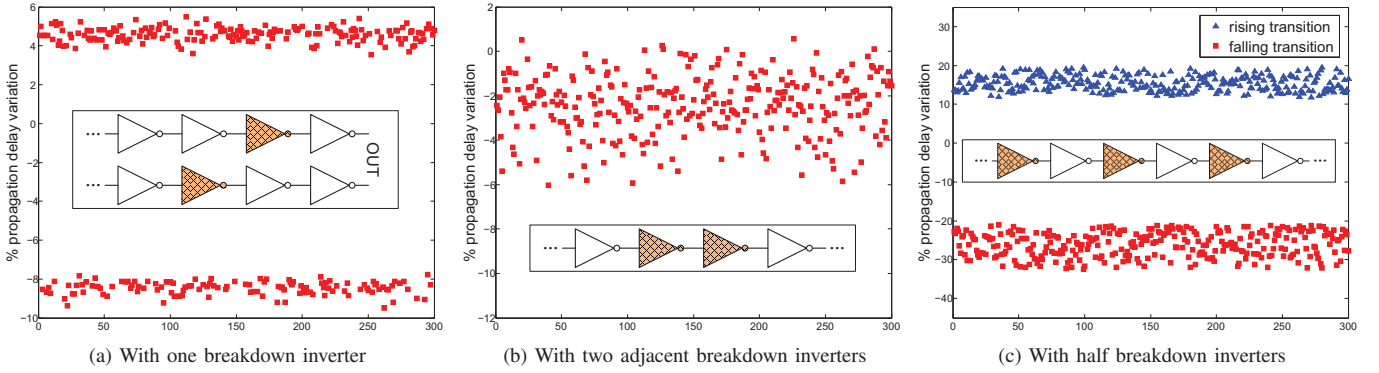 % propagation delay variation
6
4
2
0
−2
−4
−6
−8
−10
0 50 100 150 200 250 300
... 
OUT
...
(a) With one breakdown inverter
% propagation delay variation
2
0
−2
−4
−6
−8
−10
−12
0 50 100 150 200 250 300
... ...
(b) With two adjacent breakdown inverters
% propagation delay variation
30
20
10
0
−10
−20
−30
−40
0 50 100 150 200 250 300
rising transition
falling transition
... ...
(c) With half breakdown inverters